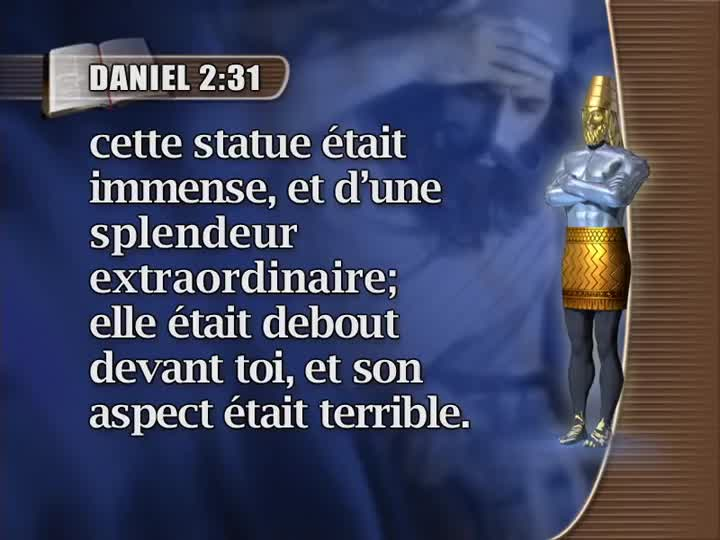 DANIEL 2:31
cette statue était
immense, et d’une
splendeur
extraordinaire;
elle était debout
devant toi, et son
aspect était terrible.